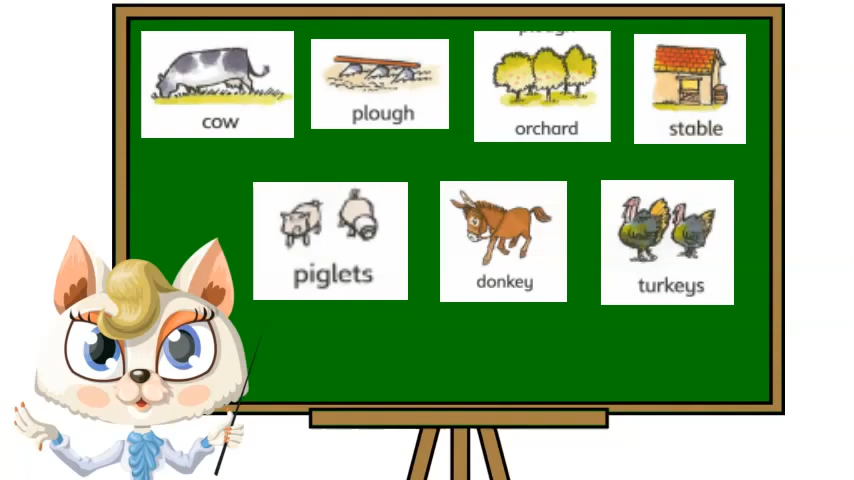 cow
plough
orchard
stable
piglets
donkey
turkeys